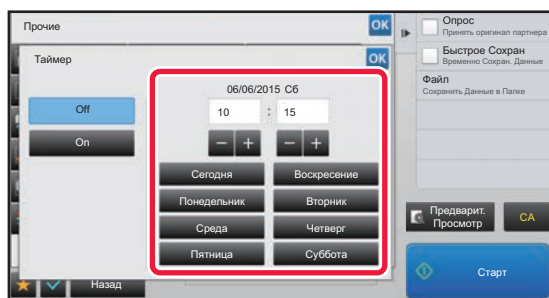 Прочие
OK
Таймер
OK
06/06/2015 Сб
Off
10 : 15
On
Сегодня Воскресение
Понедельник Вторник
Среда Четверг
Пятница Суббота
Назад
Опрос
Принять оригинал партнера
Быстрое Сохран
Временно Сохран. Данные
Файл
Сохранить Данные в Папке
Предварит.
Просмотр
CA
Старт